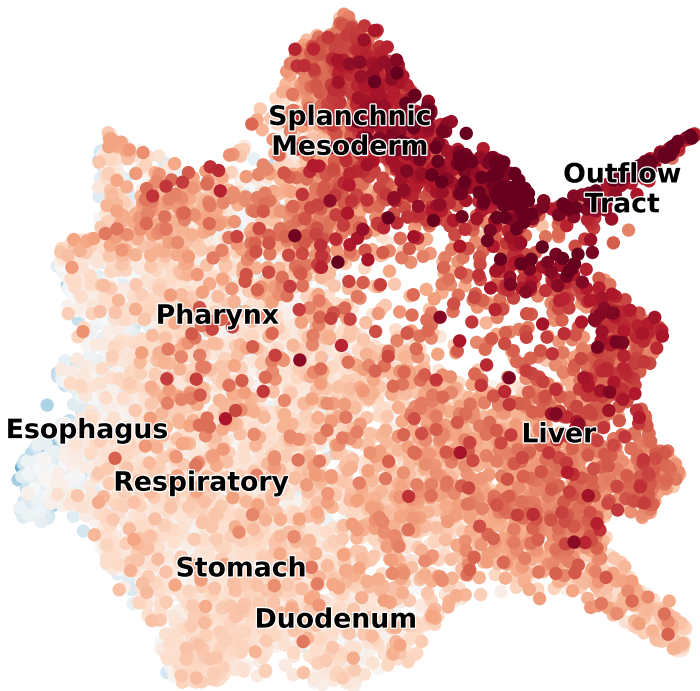 Splanchnic
Mesoderm
Outflow
Tract
Pharynx
Esophagus
Liver
Respiratory
Stomach
Duodenum